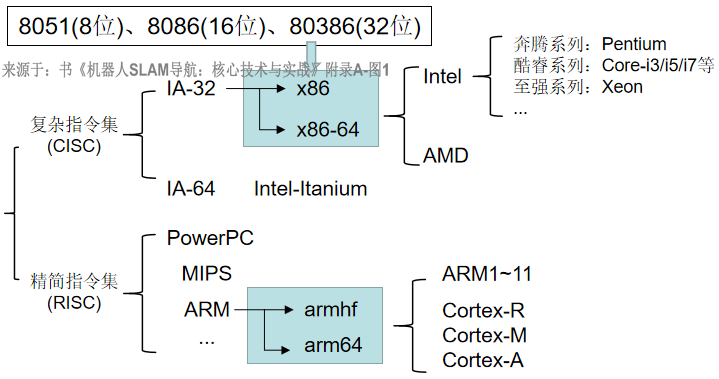 8051(8位)、8086(16位)、80386(32位)
来源于：书《机器人SLAM导航：核心技术与实战》附录A-图1
复杂指令集
(CISC)
IA-32
x86
x86-64
Intel
奔腾系列：Pentium
酷睿系列：Core-i3/i5/i7等
至强系列：Xeon
...
AMD
IA-64
Intel-Itanium
精简指令集
(RISC)
PowerPC
MIPS
ARM
...
armhf
arm64
ARM1~11
Cortex-R
Cortex-M
Cortex-A